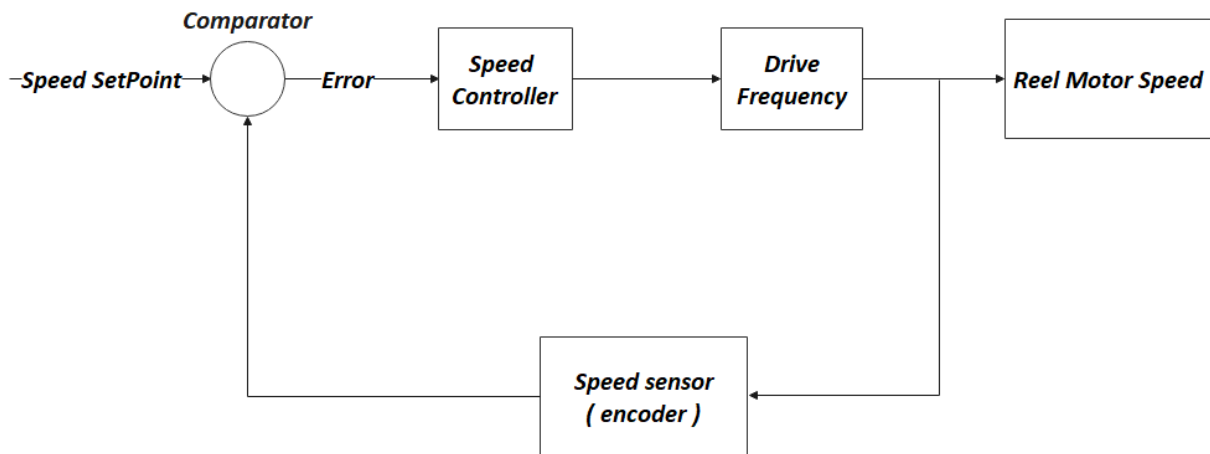 Comparator
Speed SetPoint
Error
Speed
Controller
Drive
Frequency
Reel Motor Speed
Speed sensor
( encoder )